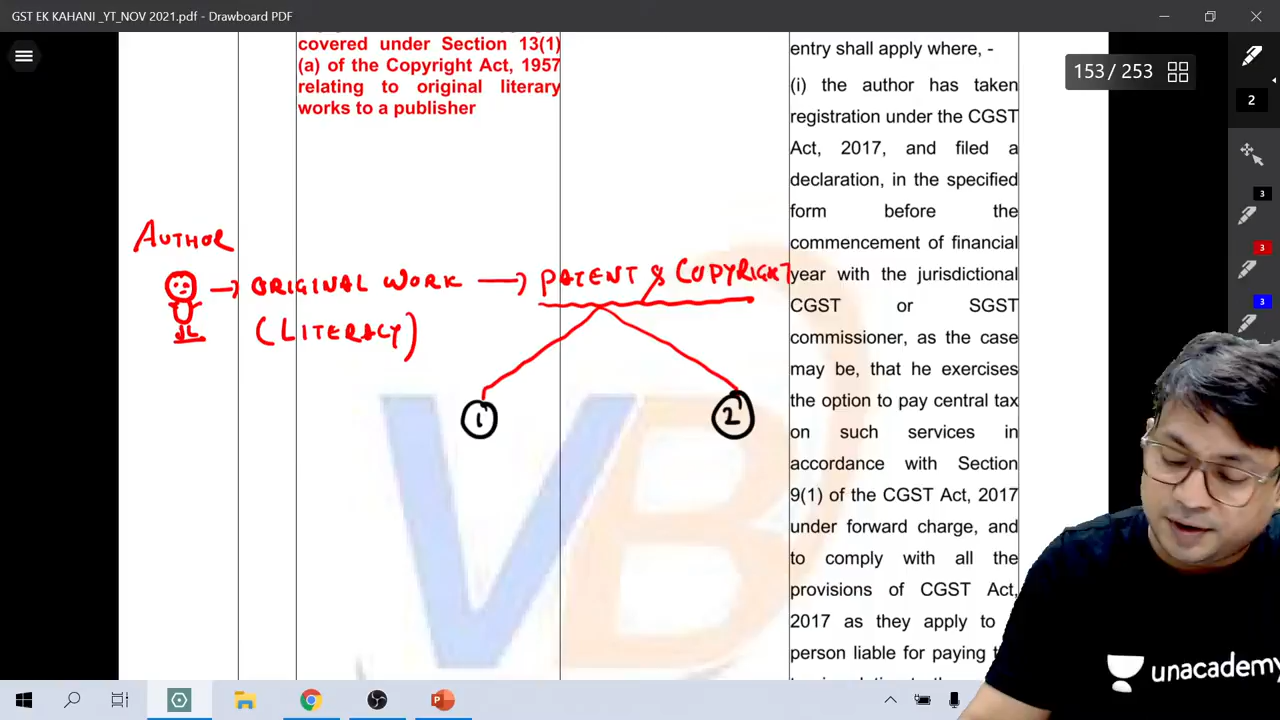 GST EK KAHANI _YT_NOV 2021.pdf - Drawboard PDF
153 / 253
2
3
3
3
covered under Section 13(1)
(a) of the Copyright Act, 1957
relating to original literary
works to a publisher
AUTHOR
ORIGINAL WORK
(LITERACY)
PATENT & COPYRIGHT
1
2
entry shall apply where, -
(i) the author has taken
registration under the CGST
Act, 2017, and filed a
declaration, in the specified
form before the
commencement of financial
year with the jurisdictional
CGST or SGST
commissioner, as the case
may be, that he exercises
the option to pay central tax
on such services in
accordance with Section
9(1) of the CGST Act, 2017
under forward charge, and
to comply with all the
provisions of CGST Act,
2017 as they apply to
person liable for paying
VB
unacademy